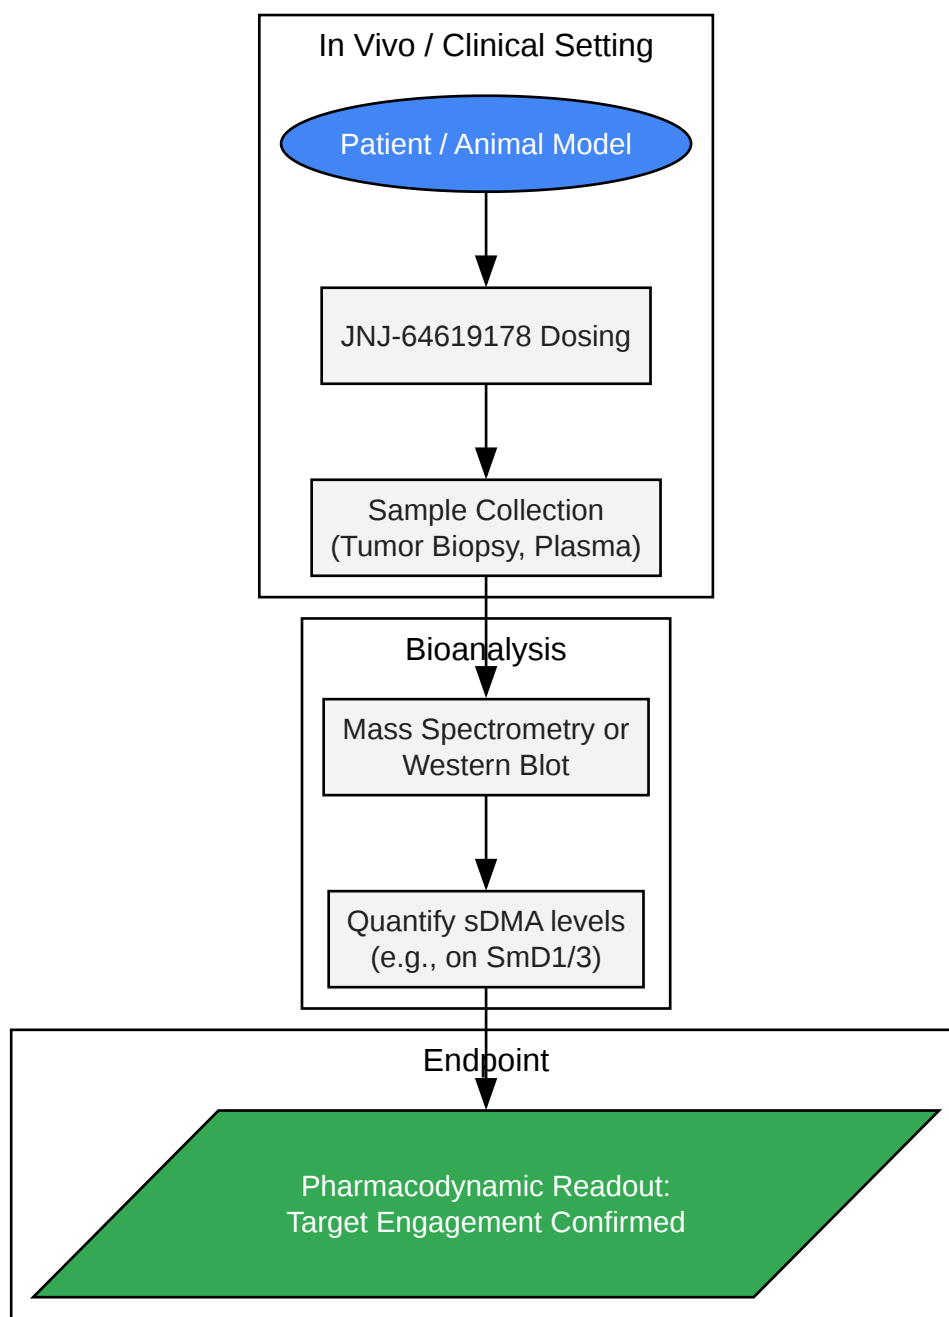 In Vivo / Clinical Setting
Patient / Animal Model
JNJ-64619178 Dosing
Sample Collection
(Tumor Biopsy, Plasma)
Bioanalysis
Mass Spectrometry or
Western Blot
Quantify sDMA levels
(e.g., on SmD1/3)
Endpoint
Pharmacodynamic Readout:
Target Engagement Confirmed